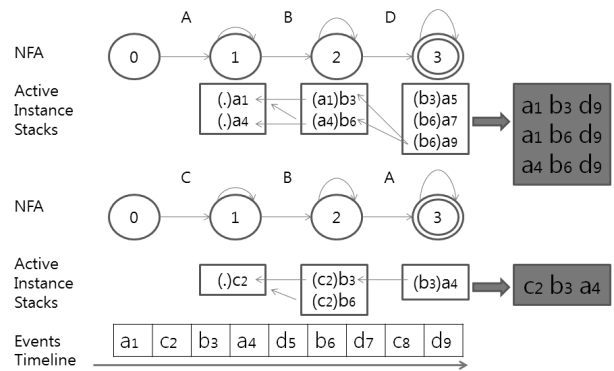 A B D
NFA 0 1 2 3
Active
Instance
Stacks
(.)a1
(.)a4
(a1)b3
(a4)b6
(b3)a5
(b6)a7
(b6)a9
a1 b3 d9
a1 b6 d9
a4 b6 d9
C B A
NFA 0 1 2 3
Active
Instance
Stacks
(.)c2
(c2)b3
(c2)b6
(b3)a4
c2 b3 a4
Events
Timeline
a1 c2 b3 a4 d5 b6 d7 c8 d9